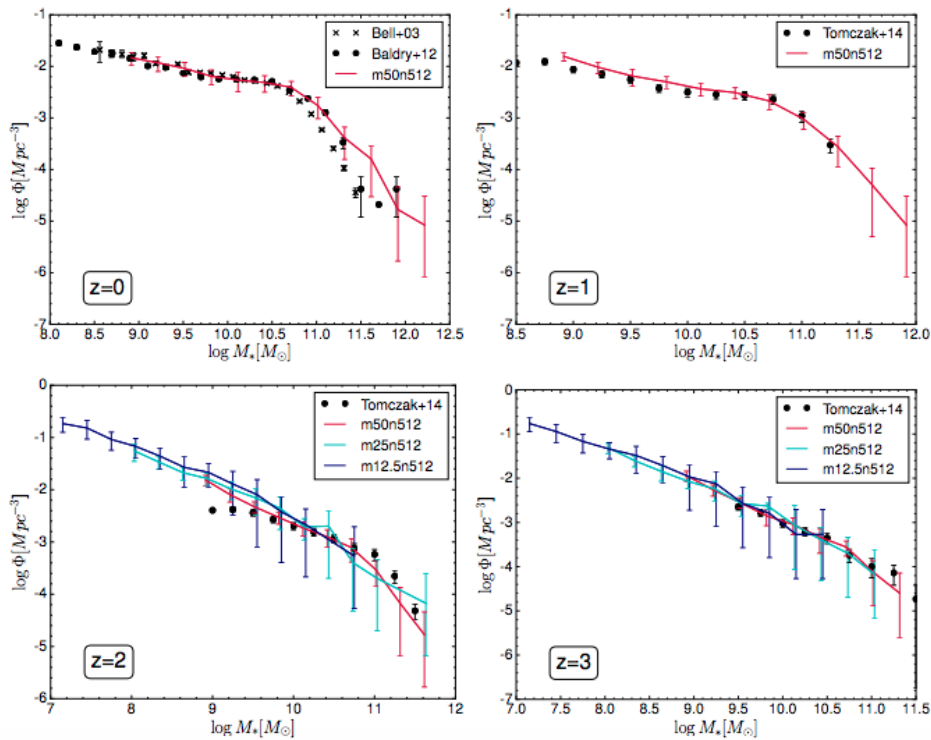 -1
-2
-3
-4
-5
-6
-7
log Φ[Mpc⁻³]
Bell+03
Baldry+12
m50n512
z=0
8.0 8.5 9.0 9.5 10.0 10.5 11.0 11.5 12.0 12.5
log M*[M⊙]
-1
-2
-3
-4
-5
-6
-7
log Φ[Mpc⁻³]
Tomczak+14
m50n512
z=1
8.5 9.0 9.5 10.0 10.5 11.0 11.5 12.0
log M*[M⊙]
0
-1
-2
-3
-4
-5
-6
log Φ[Mpc⁻³]
Tomczak+14
m50n512
m25n512
m12.5n512
z=2
7 8 9 10 11 12
log M*[M⊙]
0
-1
-2
-3
-4
-5
-6
-7
log Φ[Mpc⁻³]
Tomczak+14
m50n512
m25n512
m12.5n512
z=3
7.0 7.5 8.0 8.5 9.0 9.5 10.0 10.5 11.0 11.5
log M*[M⊙]